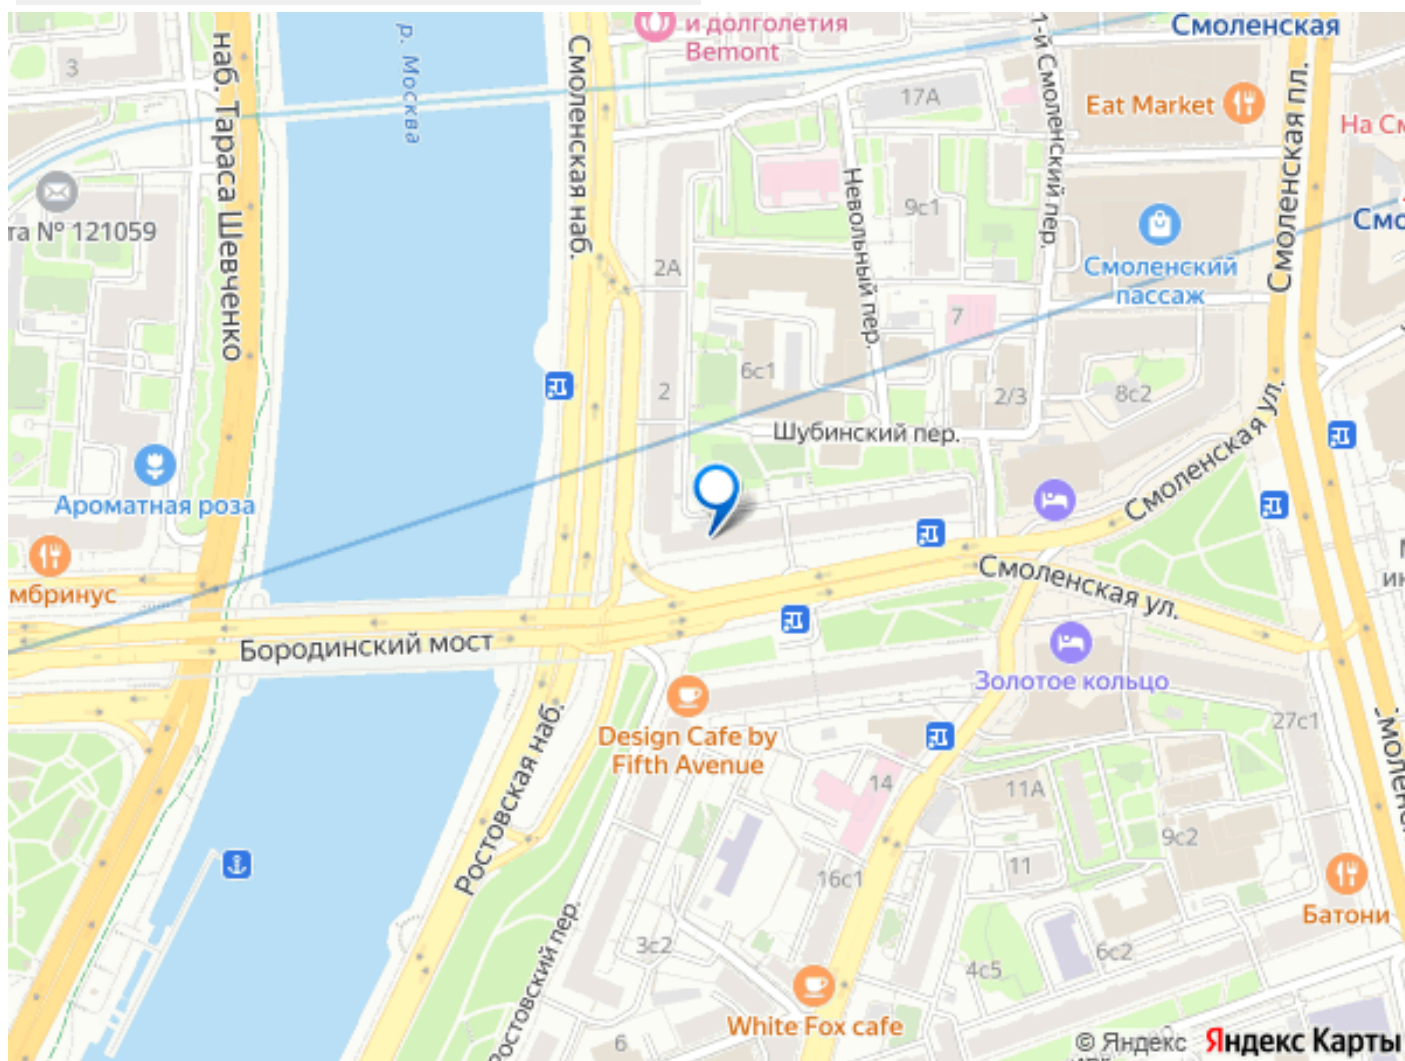 и долголетия
Bemont
Смоленская
3
наб. Тараса Шевченко
р. Москва
Смоленская наб.
1-й Смоленский пер.
17А
Eat Market
Смоленская пл.
На См
та № 121059
Невольный пер.
9с1
Смо
2А
Смоленский
пассаж
7
6с1
2
2/3
8с2
Шубинский пер.
Смоленская ул.
Ароматная роза
мбринус
Смоленская ул.
Бородинский мост
Золотое кольцо
27с1
Design Cafe by
Fifth Avenue
Ростовская наб.
14
11А
9с2
11
16с1
Батони
3с2
6с2
4с5
Ростовский пер.
White Fox cafe
6
© Яндекс Яндекс Карты